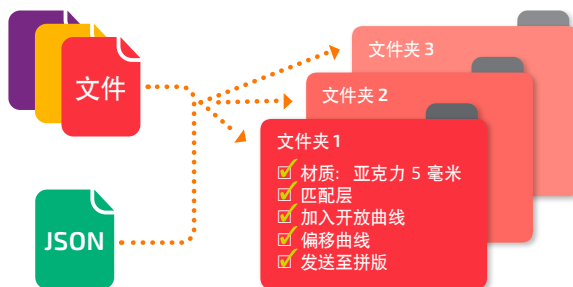 文件
JSON
文件夹 3
文件夹 2
文件夹 1
材质: 亚克力 5 毫米
匹配层
加入开放曲线
偏移曲线
发送至拼版